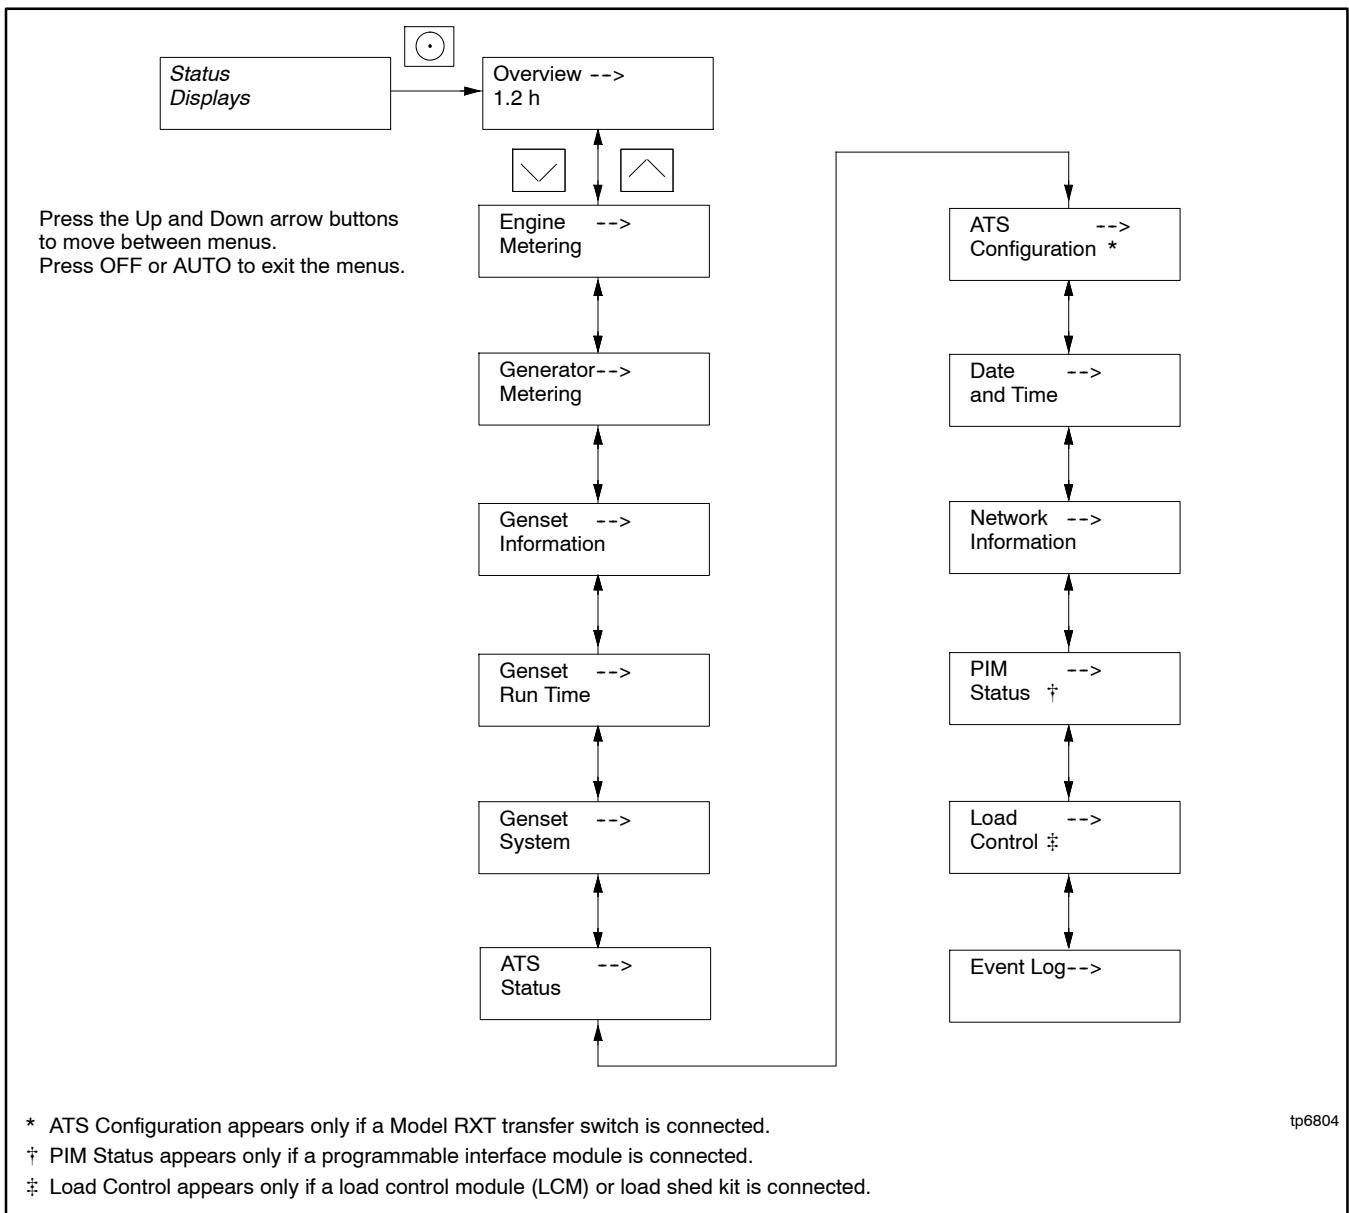 Status
Displays
Overview -->
1.2 h
Press the Up and Down arrow buttons
to move between menus.
Press OFF or AUTO to exit the menus.
Engine -->
Metering
Generator-->
Metering
Genset -->
Information
Genset -->
Run Time
Genset -->
System
ATS -->
Status
ATS -->
Configuration *
Date -->
and Time
Network -->
Information
PIM -->
Status †
Load -->
Control ‡
Event Log-->
* ATS Configuration appears only if a Model RXT transfer switch is connected.
† PIM Status appears only if a programmable interface module is connected.
‡ Load Control appears only if a load control module (LCM) or load shed kit is connected.
tp6804